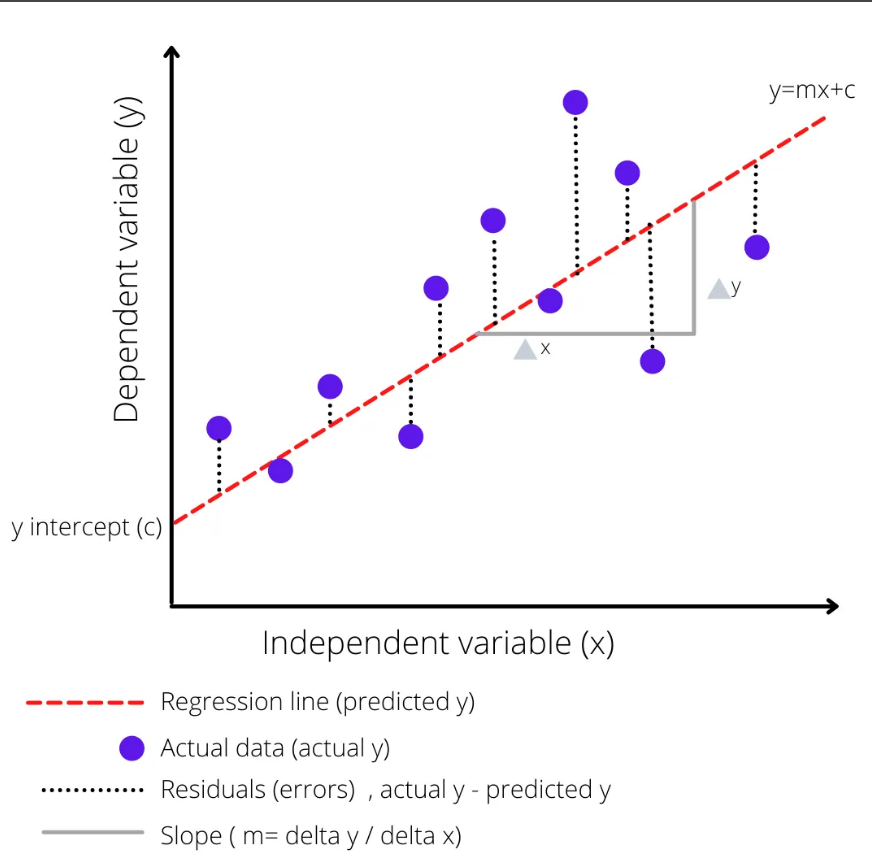 y=mx+c
Dependent variable (y)
y
x
y intercept (c)
Independent variable (x)
Regression line (predicted y)
Actual data (actual y)
Residuals (errors) , actual y - predicted y
Slope ( m= delta y / delta x)